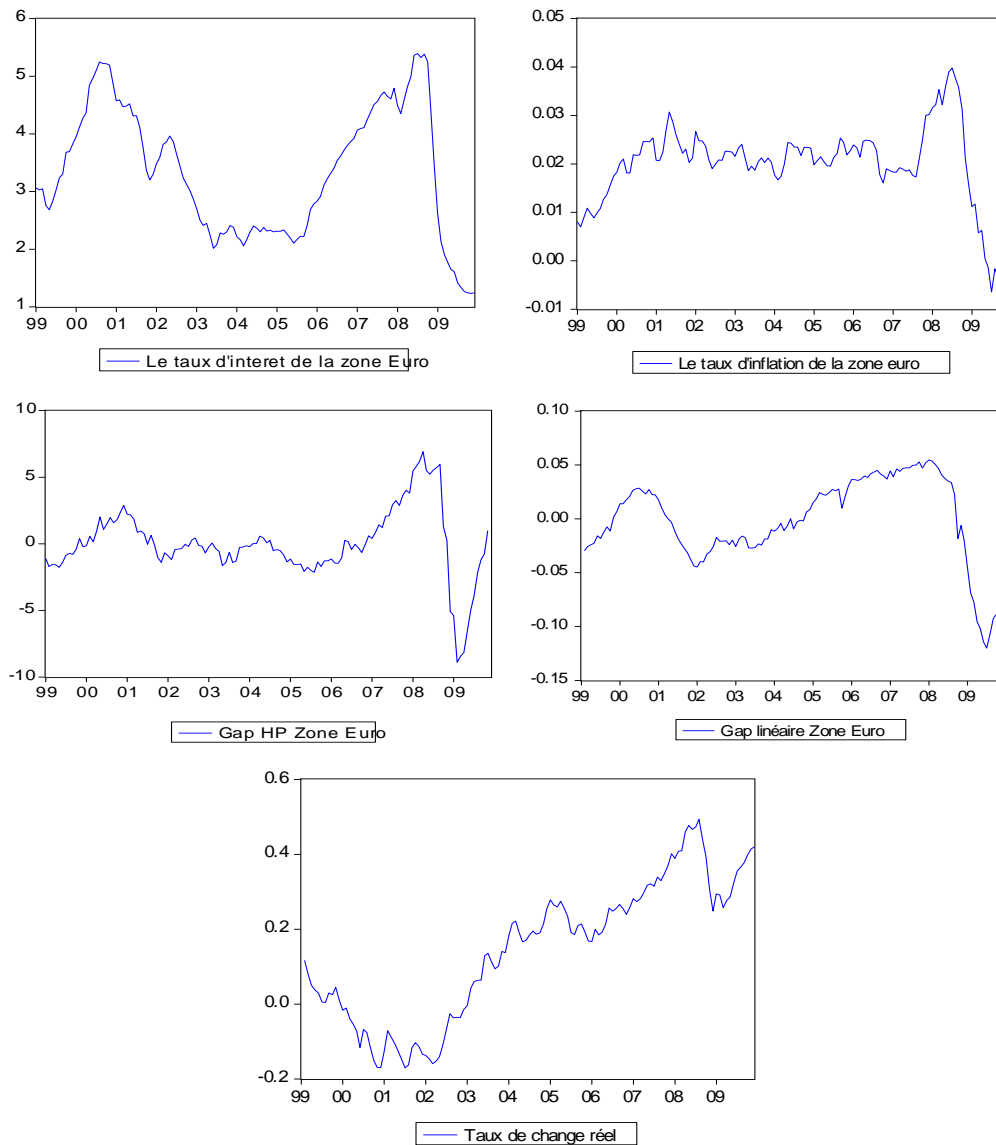 6
5
4
3
2
1
99 00 01 02 03 04 05 06 07 08 09
Le taux d'interet de la zone Euro
0.05
0.04
0.03
0.02
0.01
0.00
-0.01
99 00 01 02 03 04 05 06 07 08 09
Le taux d'inflation de la zone euro
10
5
0
-5
-10
99 00 01 02 03 04 05 06 07 08 09
Gap HP Zone Euro
0.10
0.05
0.00
-0.05
-0.10
-0.15
99 00 01 02 03 04 05 06 07 08 09
Gap linéaire Zone Euro
0.6
0.4
0.2
0.0
-0.2
99 00 01 02 03 04 05 06 07 08 09
Taux de change réel